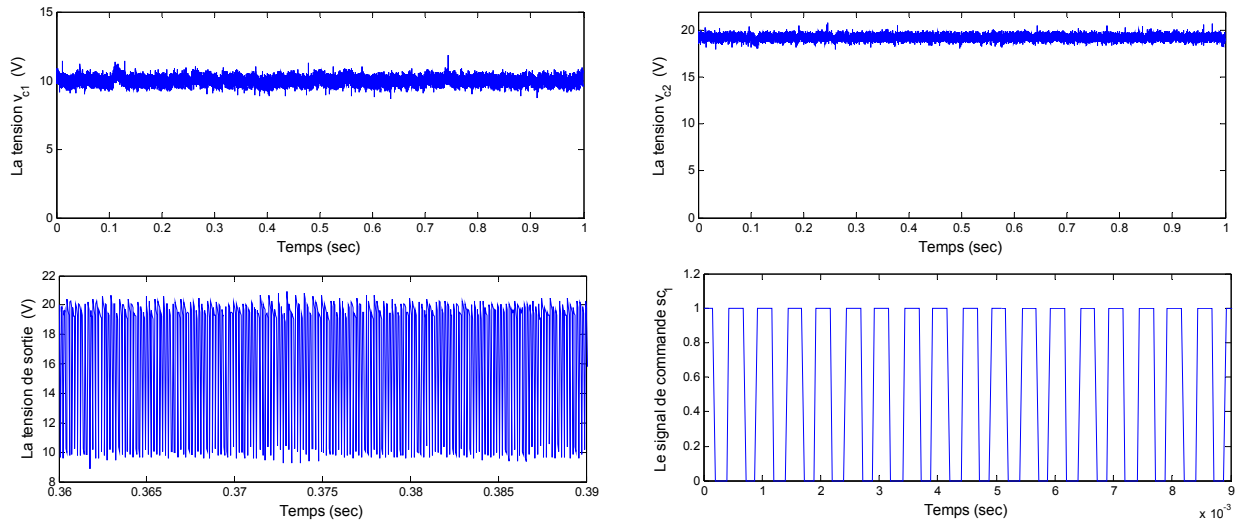 La tension v_c1 (V)
15
10
5
0
0 0.1 0.2 0.3 0.4 0.5 0.6 0.7 0.8 0.9 1
Temps (sec)
La tension v_c2 (V)
20
15
10
5
0
0 0.1 0.2 0.3 0.4 0.5 0.6 0.7 0.8 0.9 1
Temps (sec)
La tension de sortie (V)
22
20
18
16
14
12
10
8
0.36 0.365 0.37 0.375 0.38 0.385 0.39
Temps (sec)
Le signal de commande sc_1
1.2
1
0.8
0.6
0.4
0.2
0
0 1 2 3 4 5 6 7 8 9
Temps (sec)
x 10^-3